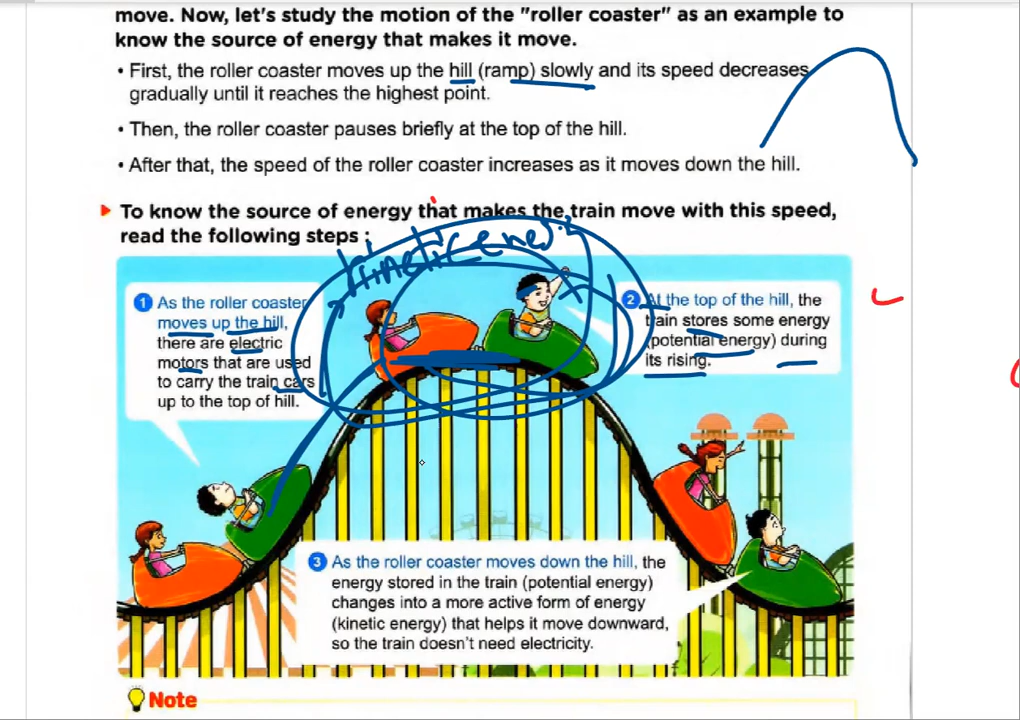 move. Now, let's study the motion of the "roller coaster" as an example to
know the source of energy that makes it move.
• First, the roller coaster moves up the hill (ramp) slowly and its speed decreases
gradually until it reaches the highest point.
• Then, the roller coaster pauses briefly at the top of the hill.
• After that, the speed of the roller coaster increases as it moves down the hill.
To know the source of energy that makes the train move with this speed,
read the following steps :
kinetic ener
1 As the roller coaster
moves up the hill,
there are electric
motors that are used
to carry the train cars
up to the top of hill.
2 At the top of the hill, the
train stores some energy
(potential energy) during
its rising.
3 As the roller coaster moves down the hill, the
energy stored in the train (potential energy)
changes into a more active form of energy
(kinetic energy) that helps it move downward,
so the train doesn't need electricity.
Note